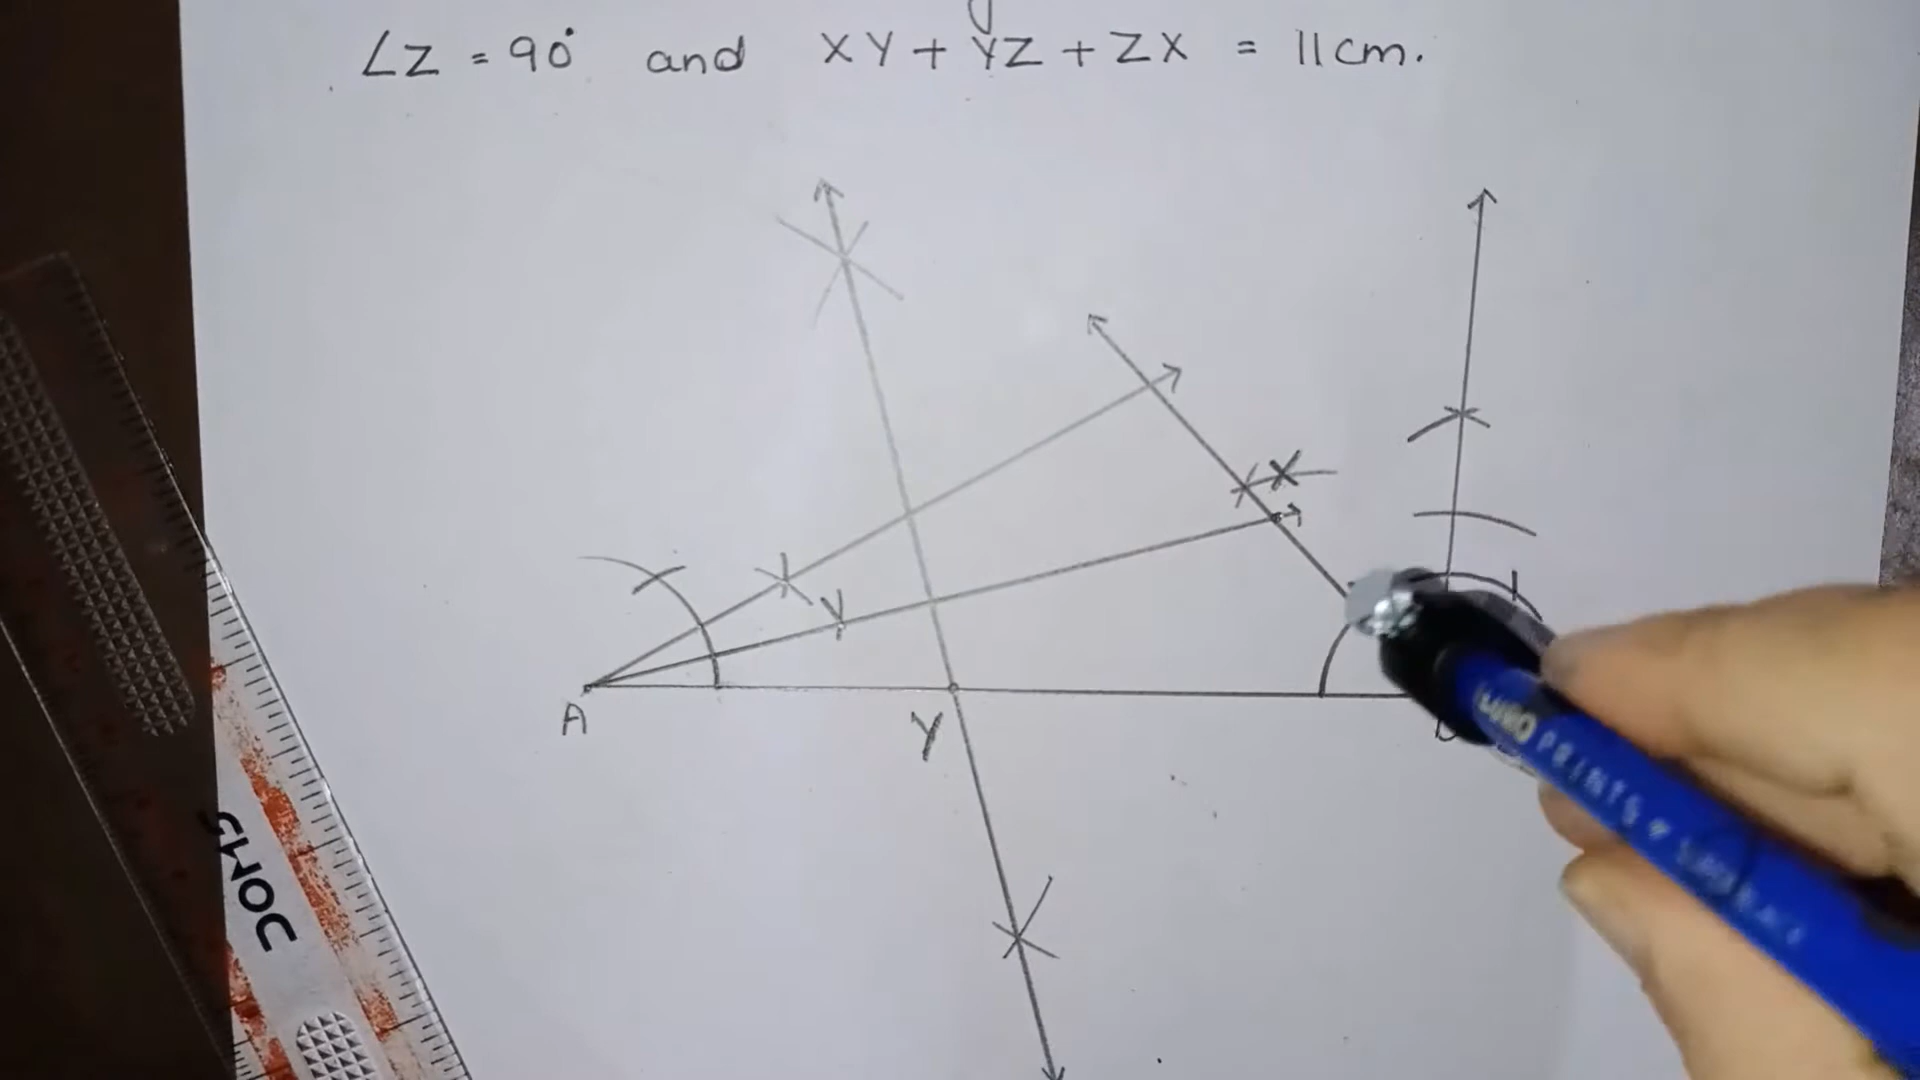 ∠Z = 90° and XY + YZ + ZX = 11cm.
X
A
Y
DOMS